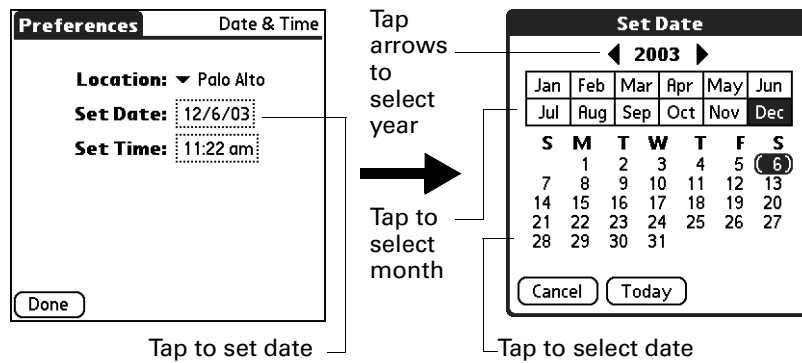 Preferences Date & Time
Location: Palo Alto
Set Date: 12/6/03
Set Time: 11:22 am
Done
Tap to set date
Tap
arrows
to
select
year
Tap to
select
month
Set Date
2003
Jan Feb Mar Apr May Jun
Jul Aug Sep Oct Nov Dec
S M T W T F S
1 2 3 4 5 6
7 8 9 10 11 12 13
14 15 16 17 18 19 20
21 22 23 24 25 26 27
28 29 30 31
Cancel Today
Tap to select date